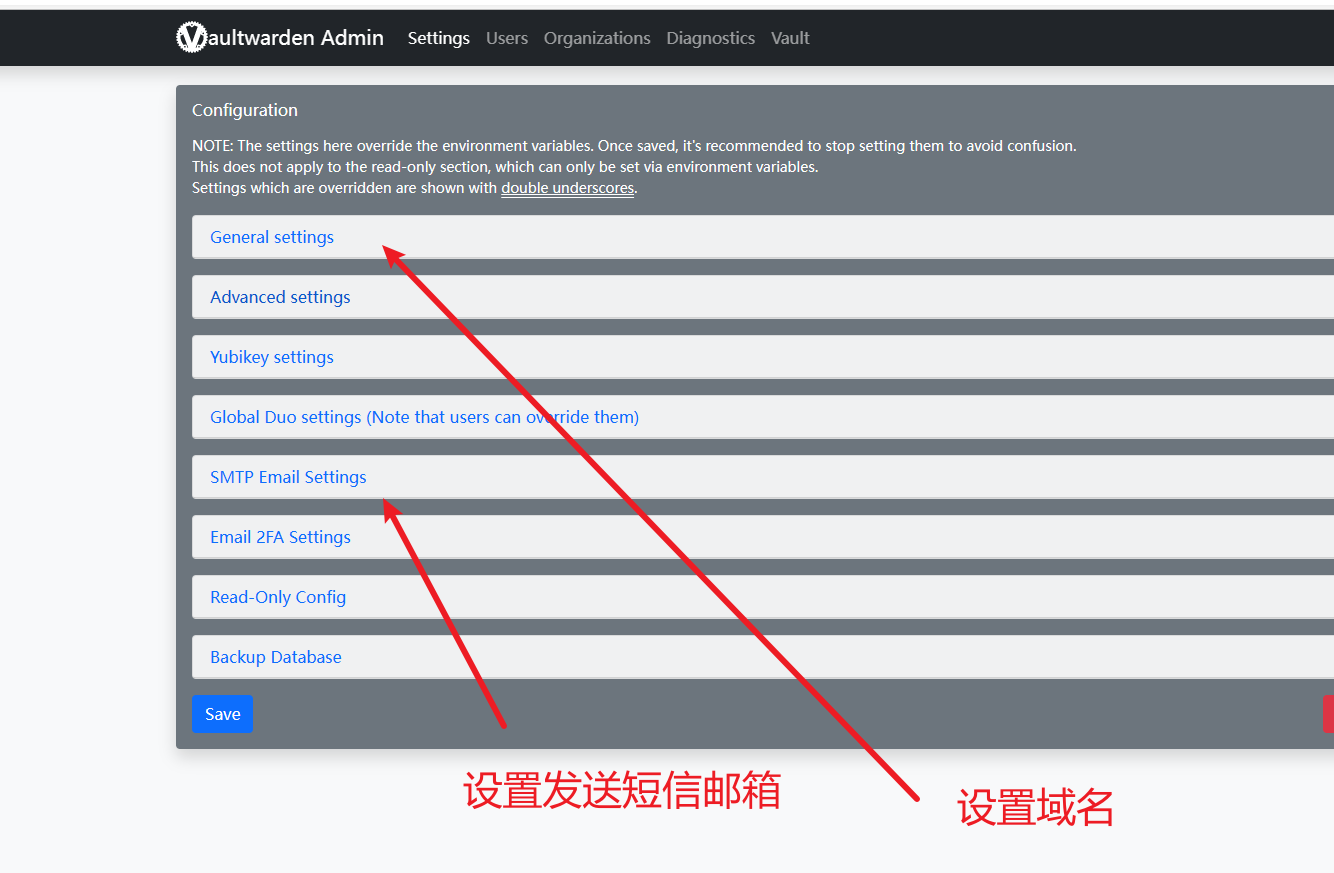 Vaultwarden Admin Settings Users Organizations Diagnostics Vault
Configuration
NOTE: The settings here override the environment variables. Once saved, it's recommended to stop setting them to avoid confusion.
This does not apply to the read-only section, which can only be set via environment variables.
Settings which are overridden are shown with double underscores.
General settings
Advanced settings
Yubikey settings
Global Duo settings (Note that users can override them)
SMTP Email Settings
Email 2FA Settings
Read-Only Config
Backup Database
Save
设置发送短信邮箱
设置域名